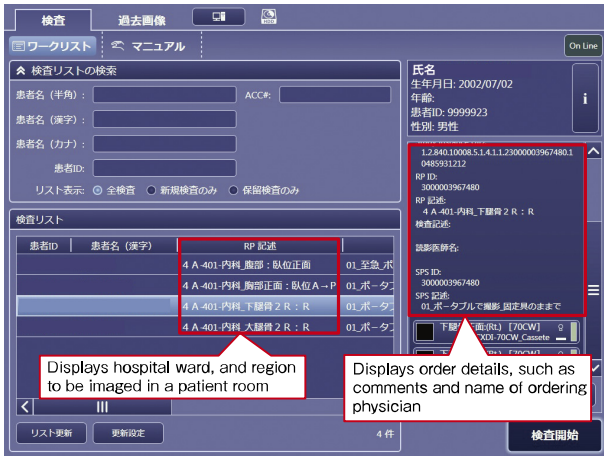 検査
過去画像
HDD
ワークリスト
マニュアル
On Line
検査リストの検索
患者名（半角）:
ACC#:
患者名（漢字）:
患者名（カナ）:
患者ID:
リスト表示:
全検査
新規検査のみ
保留検査のみ
検査リスト
患者ID
患者名（漢字）
RP 記述
4 A-401-内科_腹部：臥位正面
01_至急_ポ
4 A-401-内科_胸部正面：臥位A→P
01_ポータブ
4 A-401-内科_下腿骨２R：R
01_ポータブ
4 A-401-内科_大腿骨２R：R
01_ポータブ
Displays hospital ward, and region
to be imaged in a patient room
リスト更新
更新設定
4 件
氏名
生年月日: 2002/07/02
年齢:
患者ID: 9999923
性別: 男性
i
1.2.840.10008.5.1.4.1.1.23000003967480.1
0485931212
RP ID:
3000003967480
RP 記述:
4 A-401-内科_下腿骨２R：R
検査記述:
読影医師名:
SPS ID:
3000003967480
SPS 記述:
01_ポータブルで撮影_固定具のままで
下腿
正面:(Rt.) [70CW]
CXDI-70CW_Cassete
Displays order details, such as
comments and name of ordering
physician
検査開始